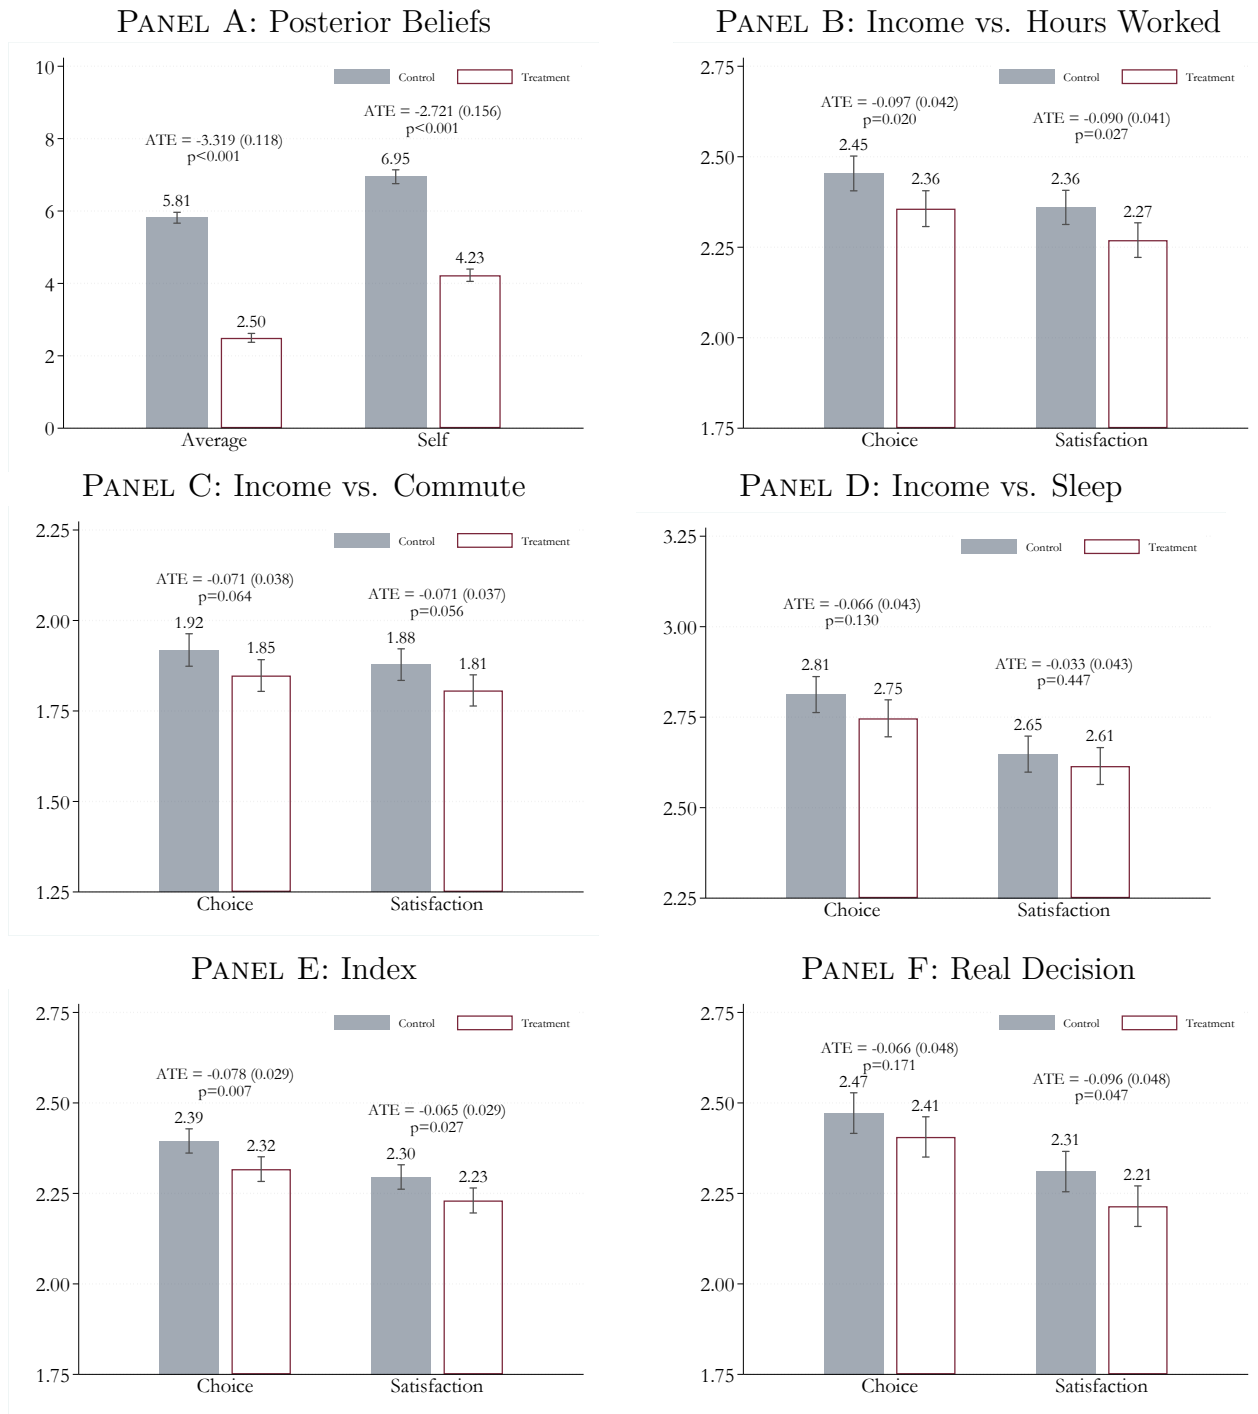 PANEL A: Posterior Beliefs
10
8
6
4
2
0
Control
Treatment
ATE = -3.319 (0.118)
p<0.001
ATE = -2.721 (0.156)
p<0.001
5.81
2.50
6.95
4.23
Average
Self
PANEL B: Income vs. Hours Worked
2.75
2.50
2.25
2.00
1.75
Control
Treatment
ATE = -0.097 (0.042)
p=0.020
ATE = -0.090 (0.041)
p=0.027
2.45
2.36
2.36
2.27
Choice
Satisfaction
PANEL C: Income vs. Commute
2.25
2.00
1.75
1.50
1.25
Control
Treatment
ATE = -0.071 (0.038)
p=0.064
ATE = -0.071 (0.037)
p=0.056
1.92
1.85
1.88
1.81
Choice
Satisfaction
PANEL D: Income vs. Sleep
3.25
3.00
2.75
2.50
2.25
Control
Treatment
ATE = -0.066 (0.043)
p=0.130
ATE = -0.033 (0.043)
p=0.447
2.81
2.75
2.65
2.61
Choice
Satisfaction
PANEL E: Index
2.75
2.50
2.25
2.00
1.75
Control
Treatment
ATE = -0.078 (0.029)
p=0.007
ATE = -0.065 (0.029)
p=0.027
2.39
2.32
2.30
2.23
Choice
Satisfaction
PANEL F: Real Decision
2.75
2.50
2.25
2.00
1.75
Control
Treatment
ATE = -0.066 (0.048)
p=0.171
ATE = -0.096 (0.048)
p=0.047
2.47
2.41
2.31
2.21
Choice
Satisfaction